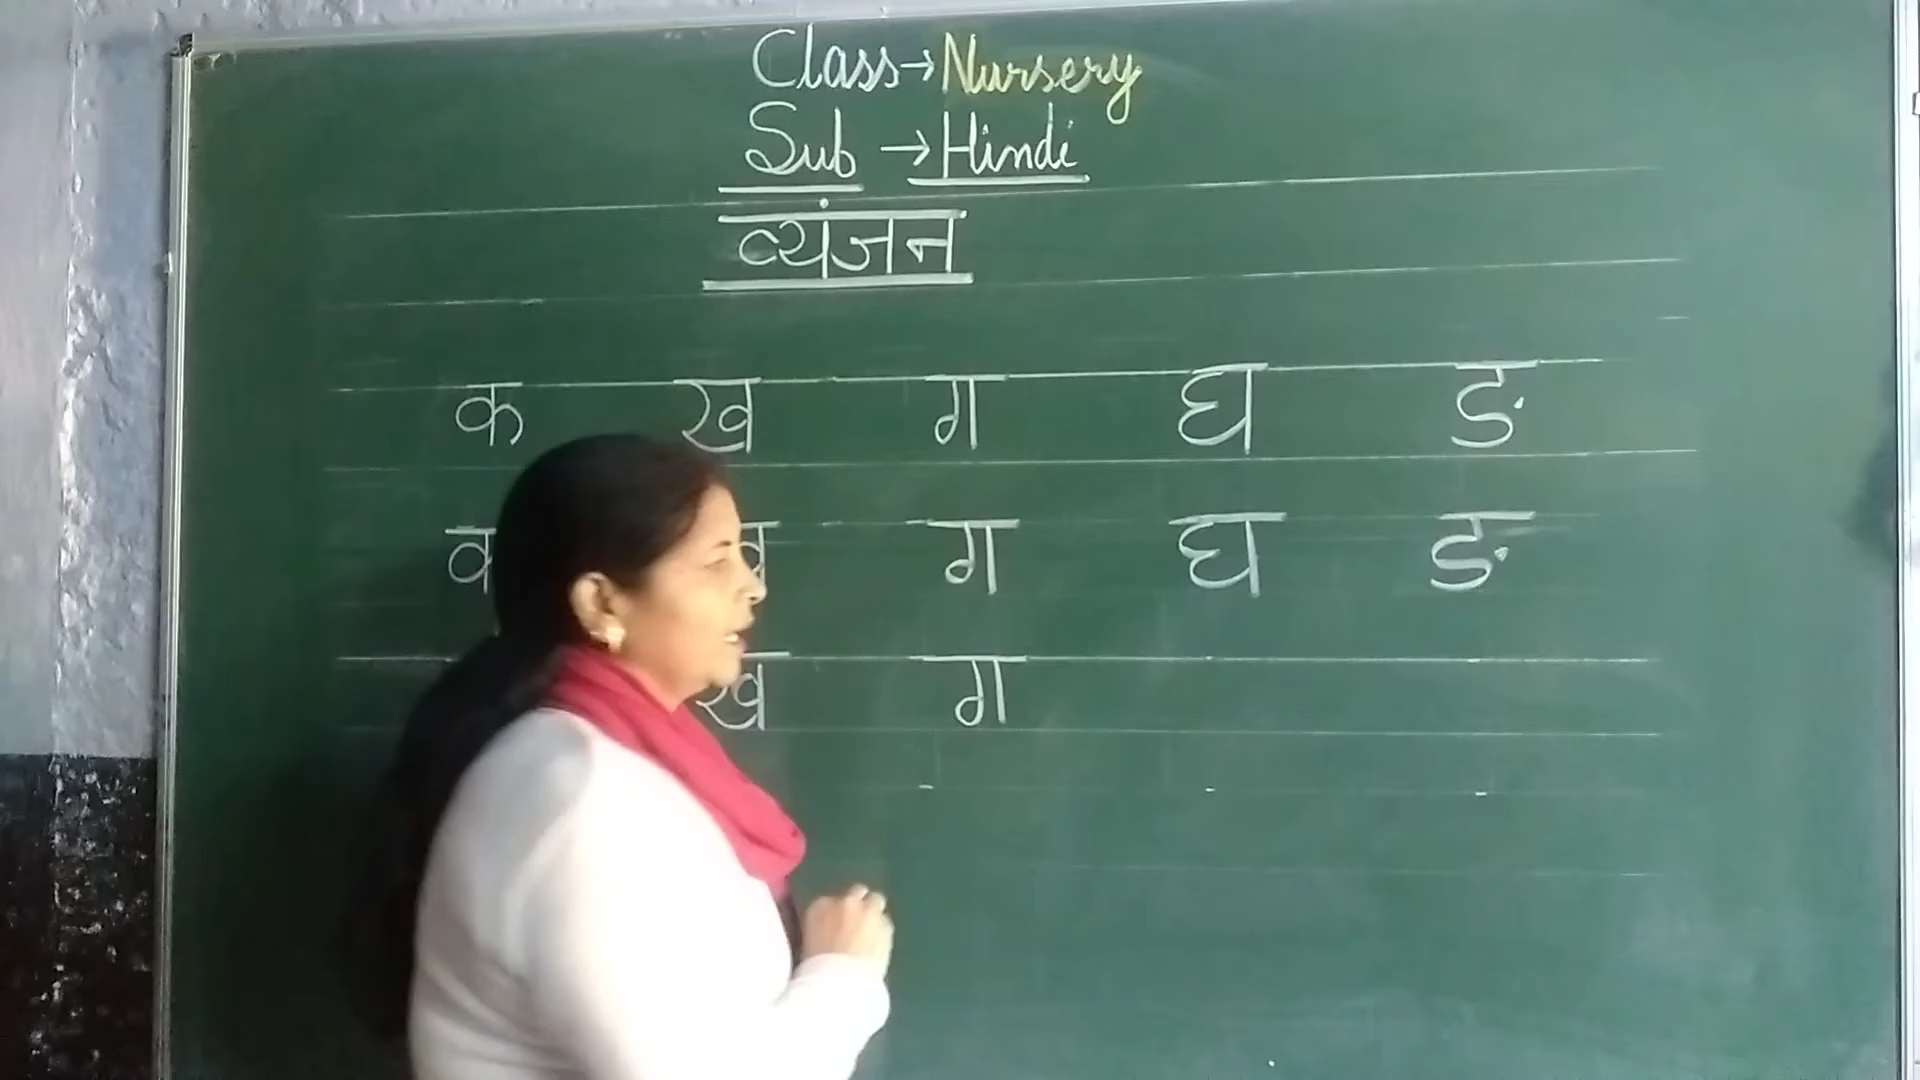 Class→Nursery
Sub →Hindi
व्यंजन
क ख ग घ ङ
ग घ ङ
ख ग